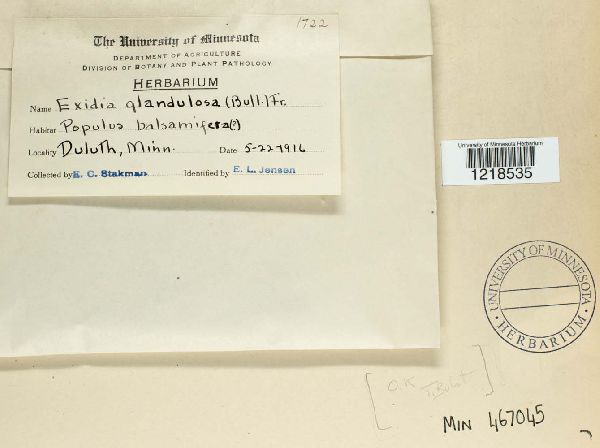 1722
The University of Minnesota
DEPARTMENT OF AGRICULTURE
DIVISION OF BOTANY AND PLANT PATHOLOGY
HERBARIUM
Name Exidia glandulosa (Bull.) Fr.
Habitat Populus balsamifera(?)
Locality Duluth, Minn. Date 5-22-1916
Collected by E. C. Stakman Identified by E. L. Jensen
University of Minnesota Herbarium
1218535
UNIVERSITY OF MINNESOTA
• HERBARIUM •
[O.K.
MIN 467045